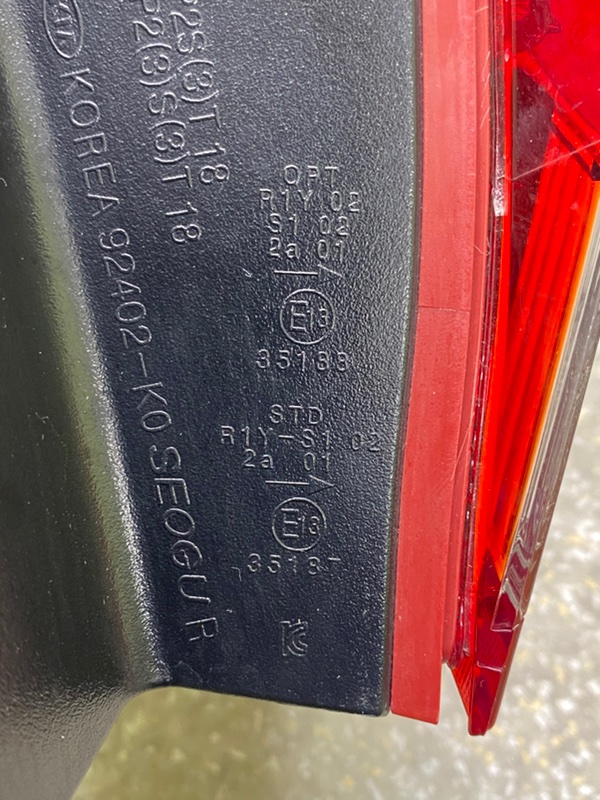 KOREA 92402-K0 SEOGU R
P2S(3)T 18
P2(3)S(3)T 18
OPT
R1Y 02
S1 02
2a 01
E13
35188
STD
R1Y-S1 02
2a 01
E13
35187